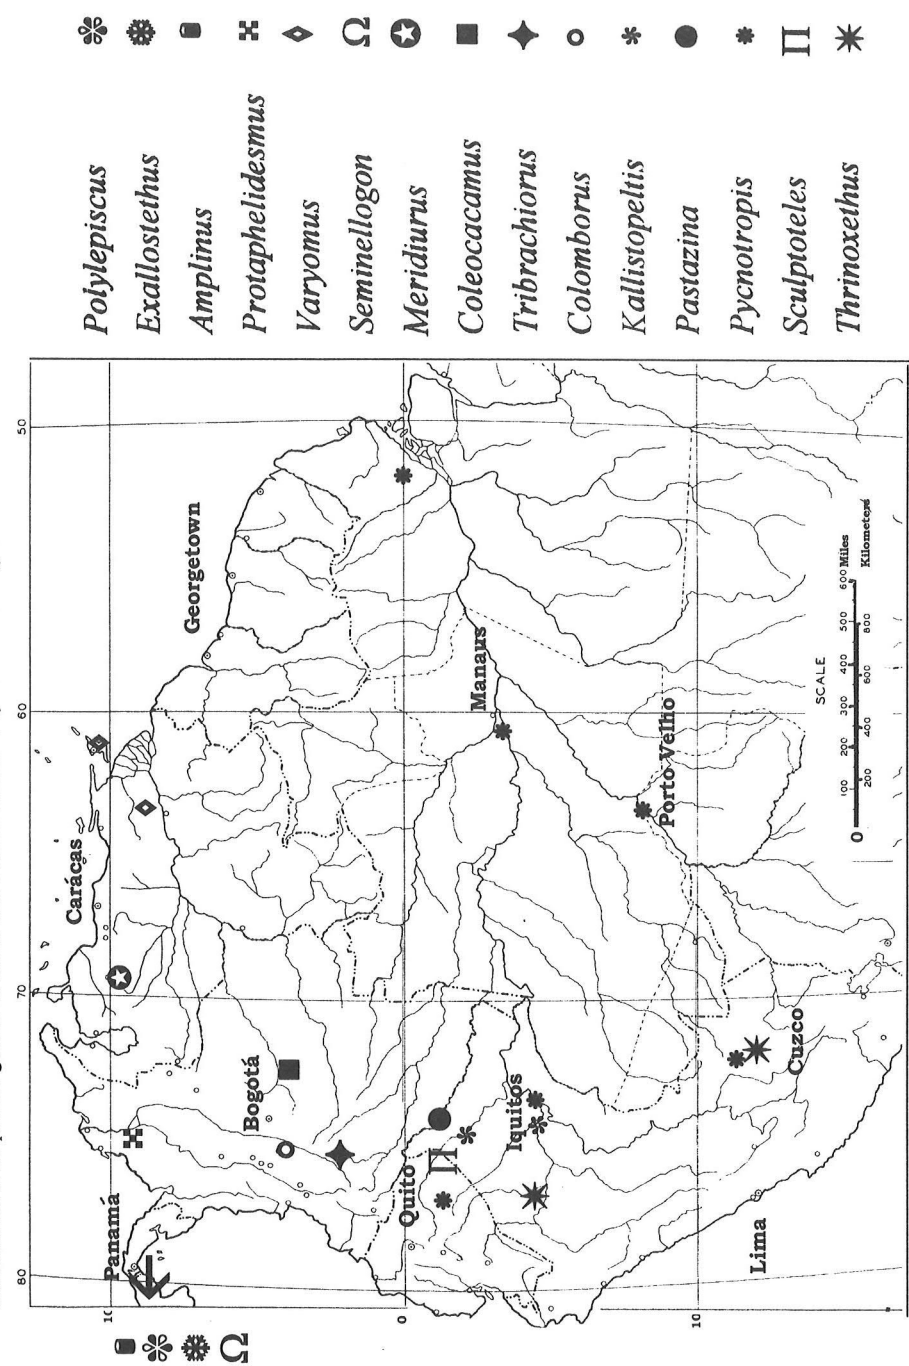 Polylepiscus
Exallostethus
Amplinus
Protaphelidesmus
Varyomus
Seminellogon
Meridiurus
Coleocacamus
Tribrachiorus
Colomborus
Kallistopeltis
Pastazina
Pycnotropis
Sculptoteles
Thrinoxethus
Ω
Π
80
70
60
50
10
0
10
Panamá
Carácas
Georgetown
Bogótá
Quito
Iquitos
Manaus
Porto Velho
Lima
Cuzco
Π
SCALE
0 100 200 300 400 500 600 Miles
200 400 600 800 Kilometers
Ω